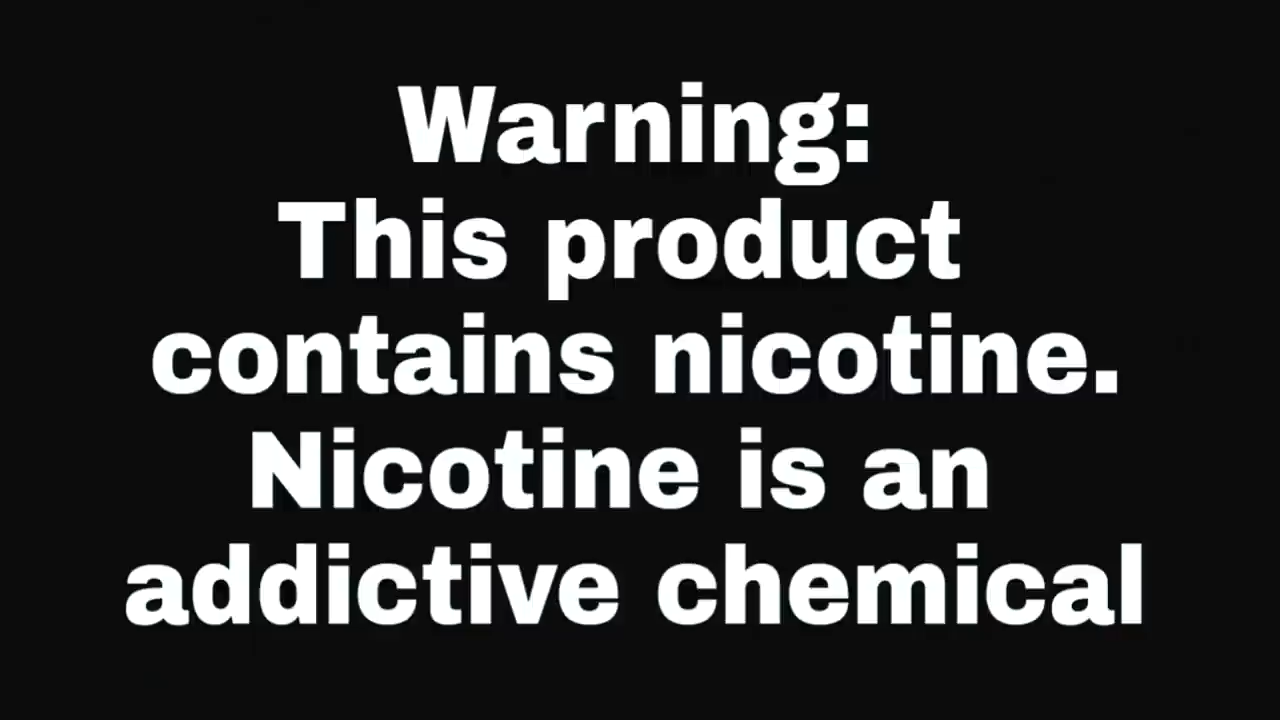 Warning:
This product
contains nicotine.
Nicotine is an
addictive chemical